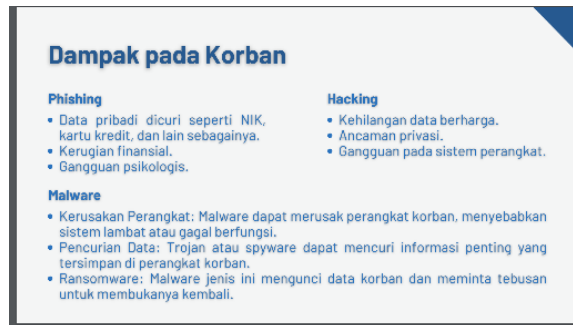 Dampak pada Korban
Phishing
• Data pribadi dicuri seperti NIK,
kartu kredit, dan lain sebagainya.
• Kerugian finansial.
• Gangguan psikologis.
Hacking
• Kehilangan data berharga.
• Ancaman privasi.
• Gangguan pada sistem perangkat.
Malware
• Kerusakan Perangkat: Malware dapat merusak perangkat korban, menyebabkan
sistem lambat atau gagal berfungsi.
• Pencurian Data: Trojan atau spyware dapat mencuri informasi penting yang
tersimpan di perangkat korban.
• Ransomware: Malware jenis ini mengunci data korban dan meminta tebusan
untuk membukanya kembali.